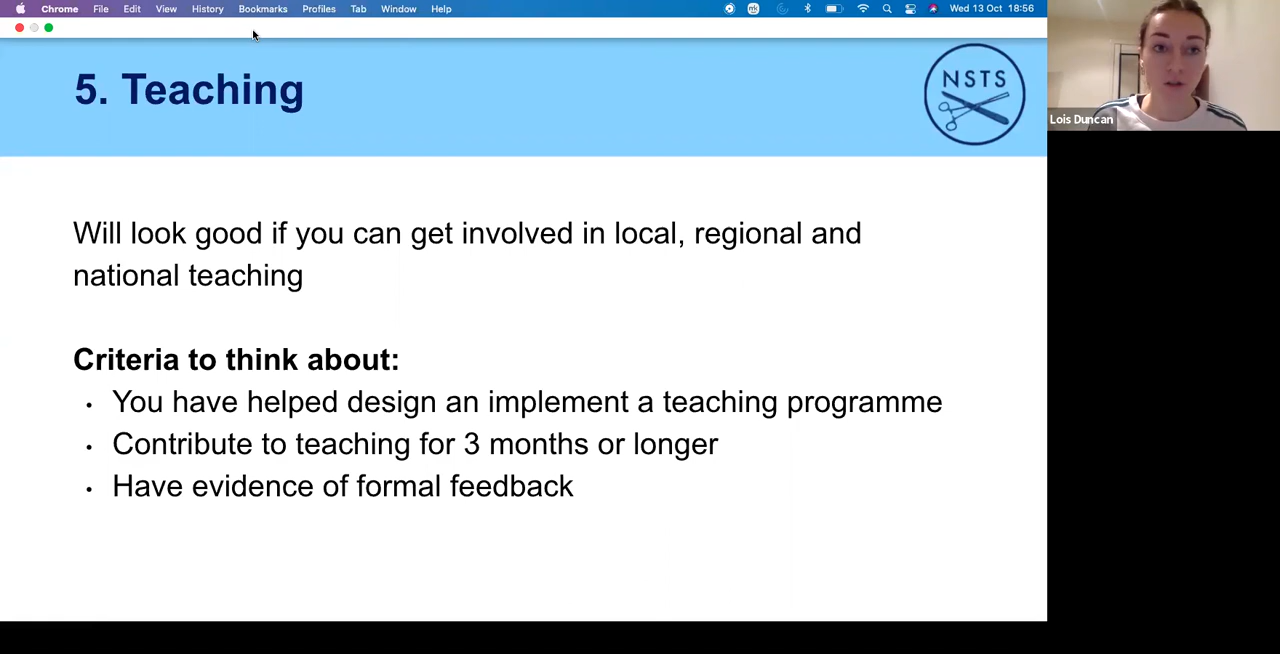 Chrome File Edit View History Bookmarks Profiles Tab Window Help Wed 13 Oct 18:56
5. Teaching
NSTS
Lois Duncan
Will look good if you can get involved in local, regional and
national teaching
Criteria to think about:
• You have helped design an implement a teaching programme
• Contribute to teaching for 3 months or longer
• Have evidence of formal feedback